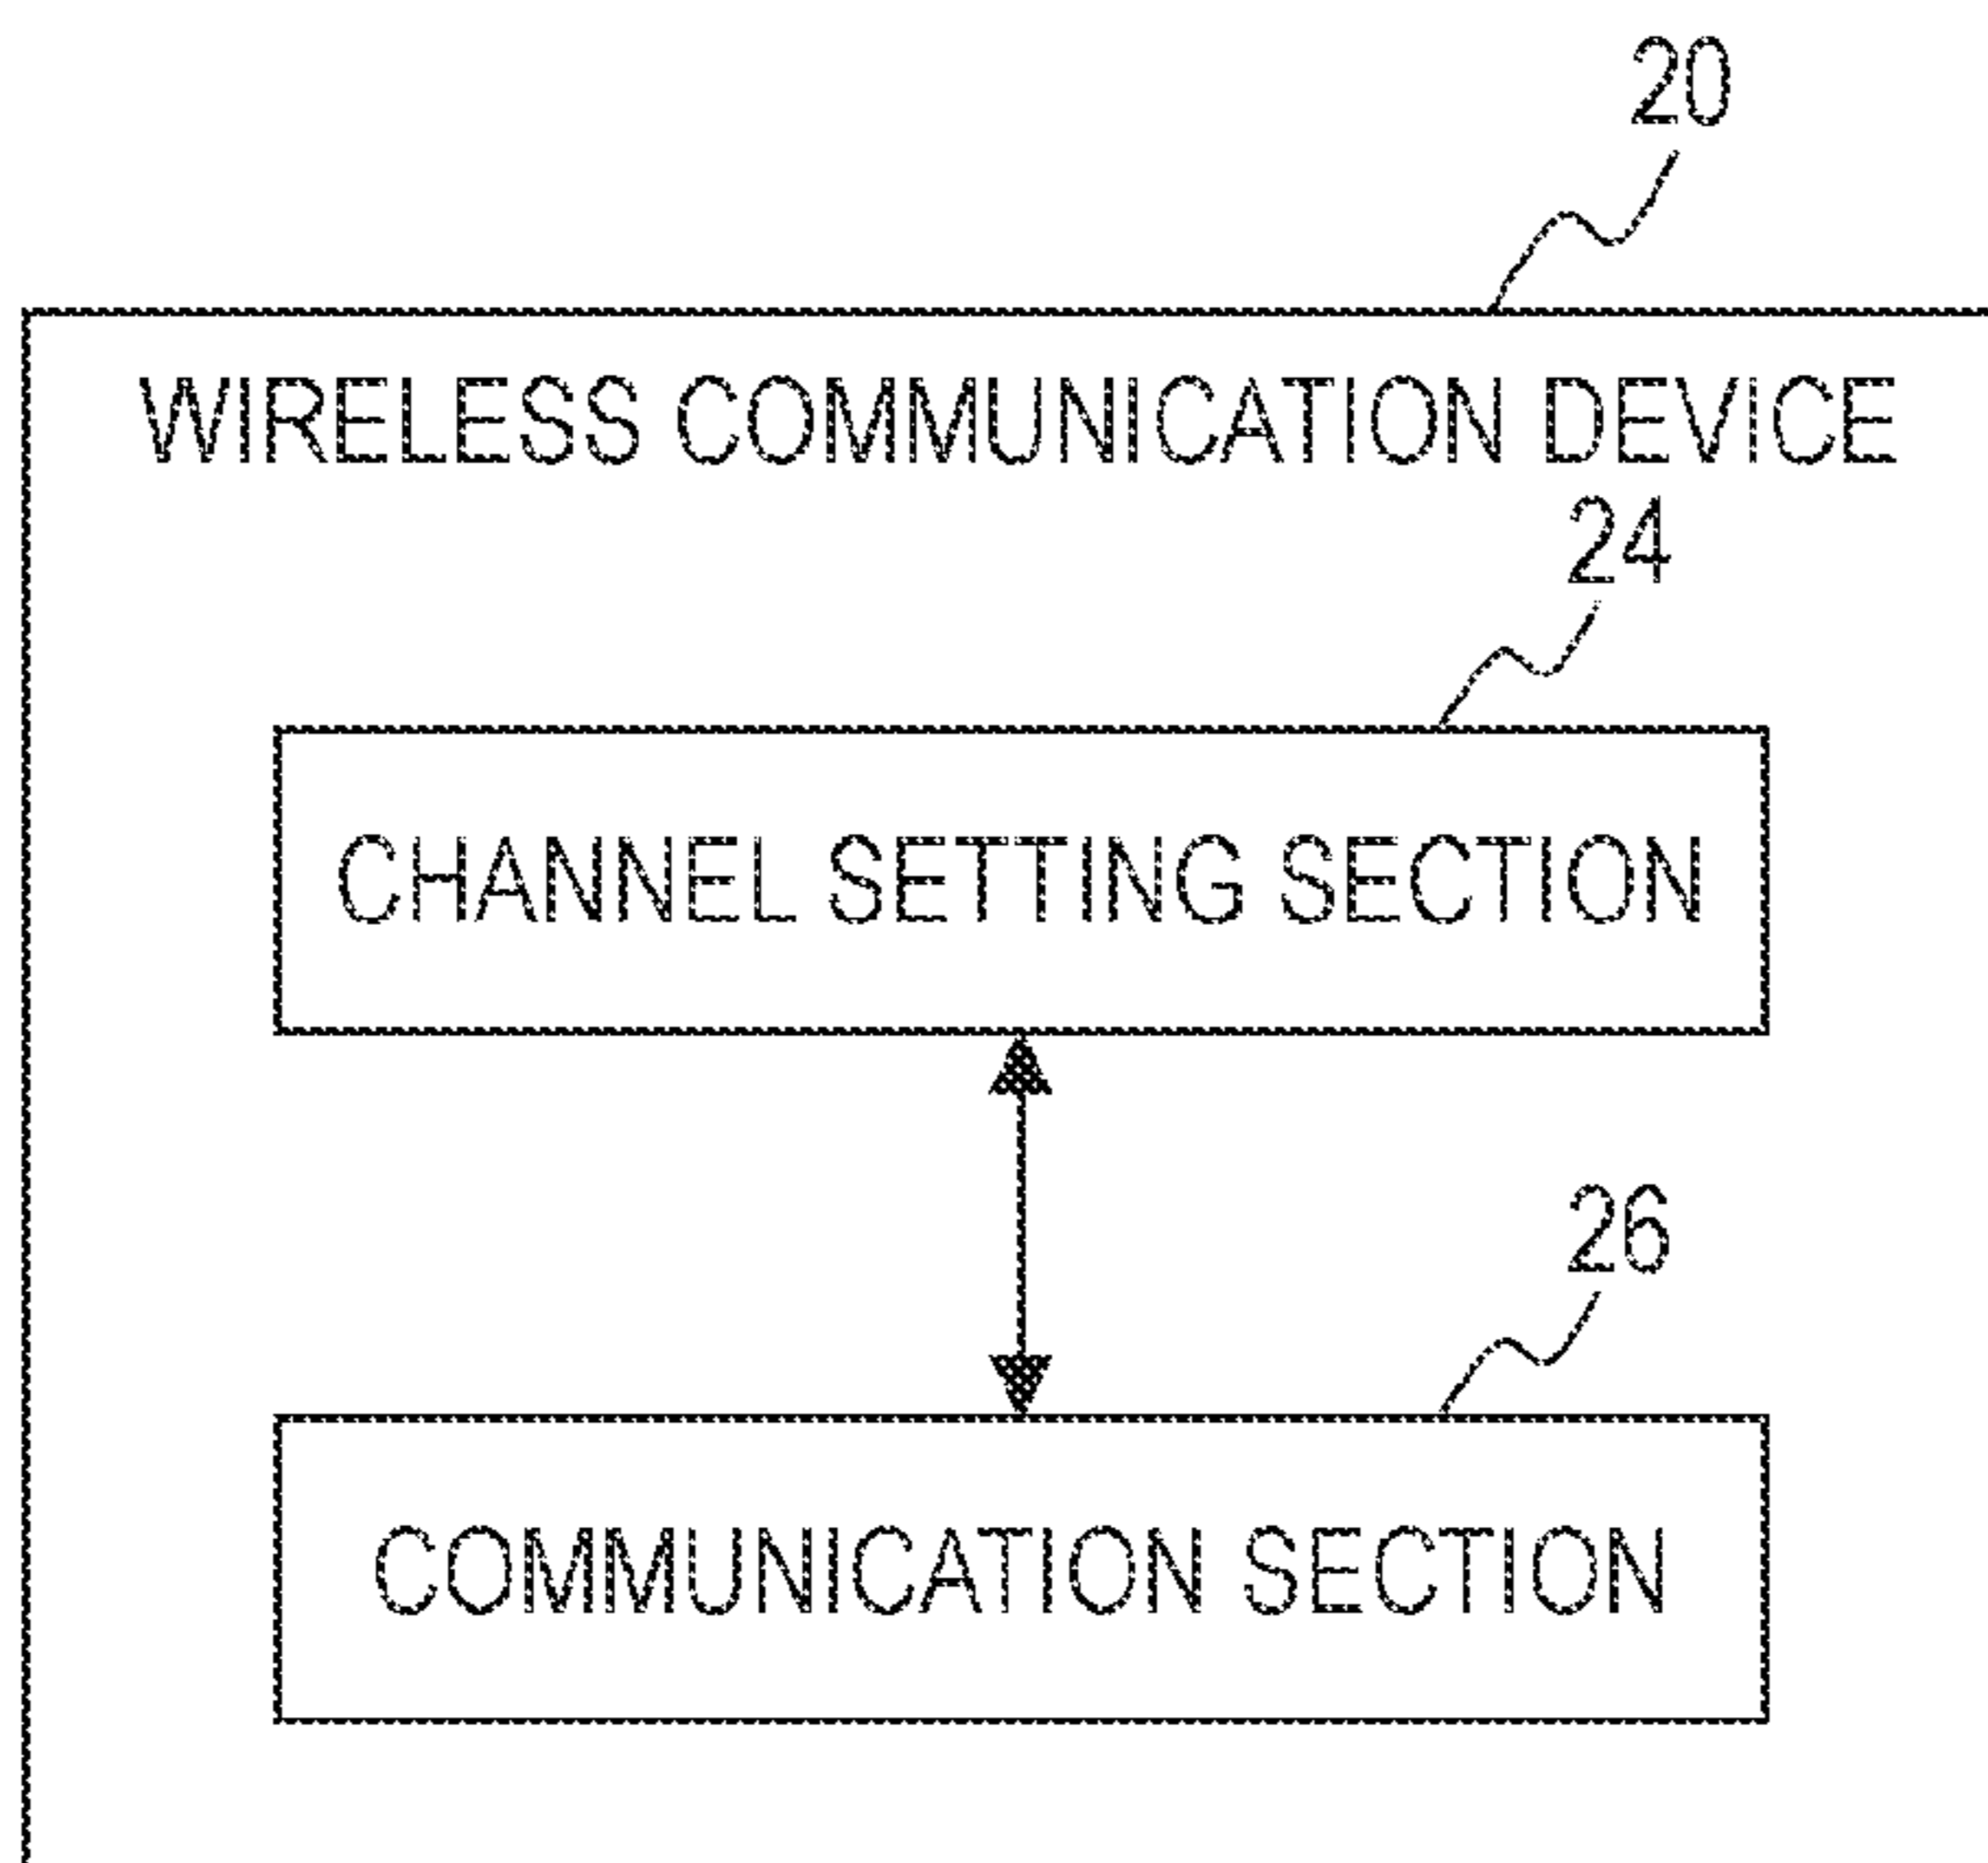 20
WIRELESS COMMUNICATION DEVICE
24
CHANNEL SETTING SECTION
26
COMMUNICATION SECTION